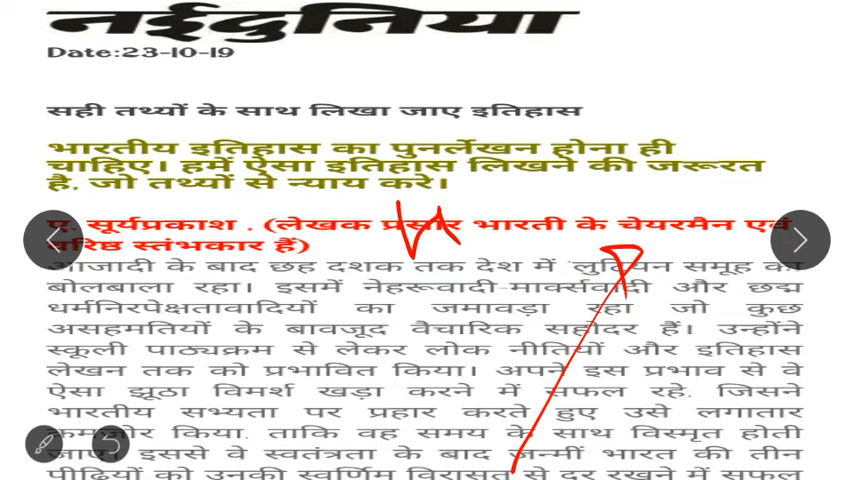 नईदुनिया
Date:23-10-19
सही तथ्यों के साथ लिखा जाए इतिहास
भारतीय इतिहास का पुनर्लेखन होना ही
चाहिए। हमें ऐसा इतिहास लिखने की जरूरत
है, जो तथ्यों से न्याय करे।
ए. सूर्यप्रकाश . (लेखक प्रसार भारती के चेयरमैन एवं
वरिष्ठ स्तंभकार हैं)
आजादी के बाद छह दशक तक देश में 'लुटियन समूह का
बोलबाला रहा। इसमें नेहरूवादी-मार्क्सवादी और छद्म
धर्मनिरपेक्षतावादियों का जमावड़ा रहा जो कुछ
असहमतियों के बावजूद वैचारिक सहोदर हैं। उन्होंने
स्कूली पाठ्यक्रम से लेकर लोक नीतियों और इतिहास
लेखन तक को प्रभावित किया। अपने इस प्रभाव से वे
ऐसा झूठा विमर्श खड़ा करने में सफल रहे, जिसने
भारतीय सभ्यता पर प्रहार करते हुए उसे लगातार
कमजोर किया, ताकि वह समय के साथ विस्मृत होती
जाए। इससे वे स्वतंत्रता के बाद जन्मीं भारत की तीन
पीढ़ियों को उनकी स्वर्णिम विरासत से दूर रखने में सफल